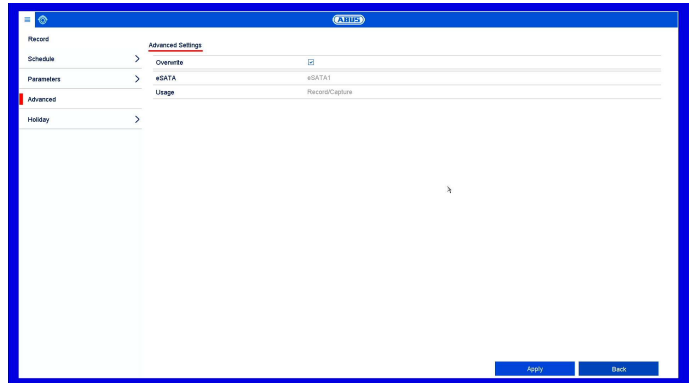 ABUS
Record
Schedule
Parameters
Advanced
Holiday
Advanced Settings
Overwrite
eSATA eSATA1
Usage Record/Capture
Apply Back